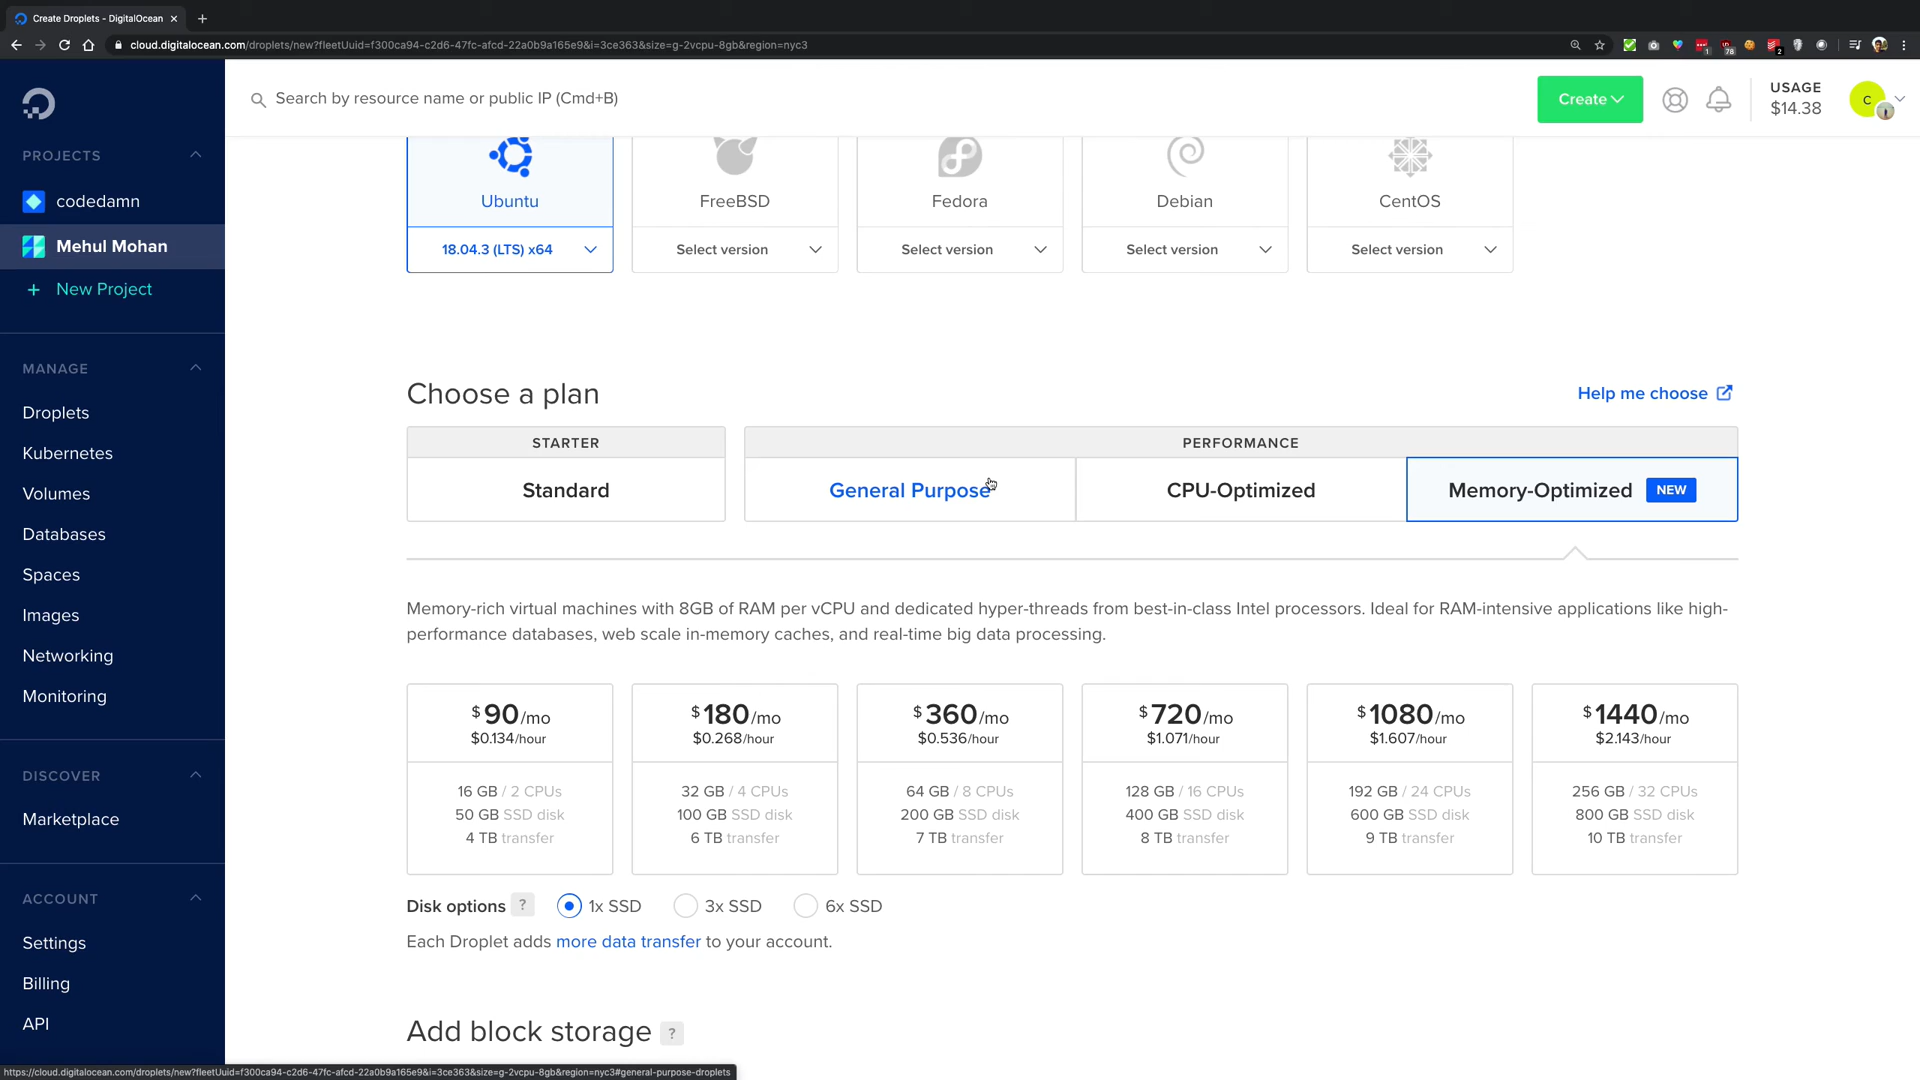 Create Droplets - DigitalOcean
cloud.digitalocean.com/droplets/new?fleetUuid=f300ca94-c2d6-47fc-afcd-22a0b9a165e9&i=3ce363&size=g-2vcpu-8gb&region=nyc3
Search by resource name or public IP (Cmd+B)
Create
USAGE
$14.38
C
PROJECTS
codedamn
Mehul Mohan
+ New Project
MANAGE
Droplets
Kubernetes
Volumes
Databases
Spaces
Images
Networking
Monitoring
DISCOVER
Marketplace
ACCOUNT
Settings
Billing
API
Ubuntu
18.04.3 (LTS) x64
FreeBSD
Select version
Fedora
Select version
Debian
Select version
CentOS
Select version
Choose a plan
Help me choose
STARTER
PERFORMANCE
Standard
General Purpose
CPU-Optimized
Memory-Optimized NEW
Memory-rich virtual machines with 8GB of RAM per vCPU and dedicated hyper-threads from best-in-class Intel processors. Ideal for RAM-intensive applications like high-
performance databases, web scale in-memory caches, and real-time big data processing.
$90/mo
$0.134/hour
16 GB / 2 CPUs
50 GB SSD disk
4 TB transfer
$180/mo
$0.268/hour
32 GB / 4 CPUs
100 GB SSD disk
6 TB transfer
$360/mo
$0.536/hour
64 GB / 8 CPUs
200 GB SSD disk
7 TB transfer
$720/mo
$1.071/hour
128 GB / 16 CPUs
400 GB SSD disk
8 TB transfer
$1080/mo
$1.607/hour
192 GB / 24 CPUs
600 GB SSD disk
9 TB transfer
$1440/mo
$2.143/hour
256 GB / 32 CPUs
800 GB SSD disk
10 TB transfer
Disk options ? 1x SSD 3x SSD 6x SSD
Each Droplet adds more data transfer to your account.
Add block storage ?
https://cloud.digitalocean.com/droplets/new?fleetUuid=f300ca94-c2d6-47fc-afcd-22a0b9a165e9&i=3ce363&size=g-2vcpu-8gb&region=nyc3#general-purpose-droplets